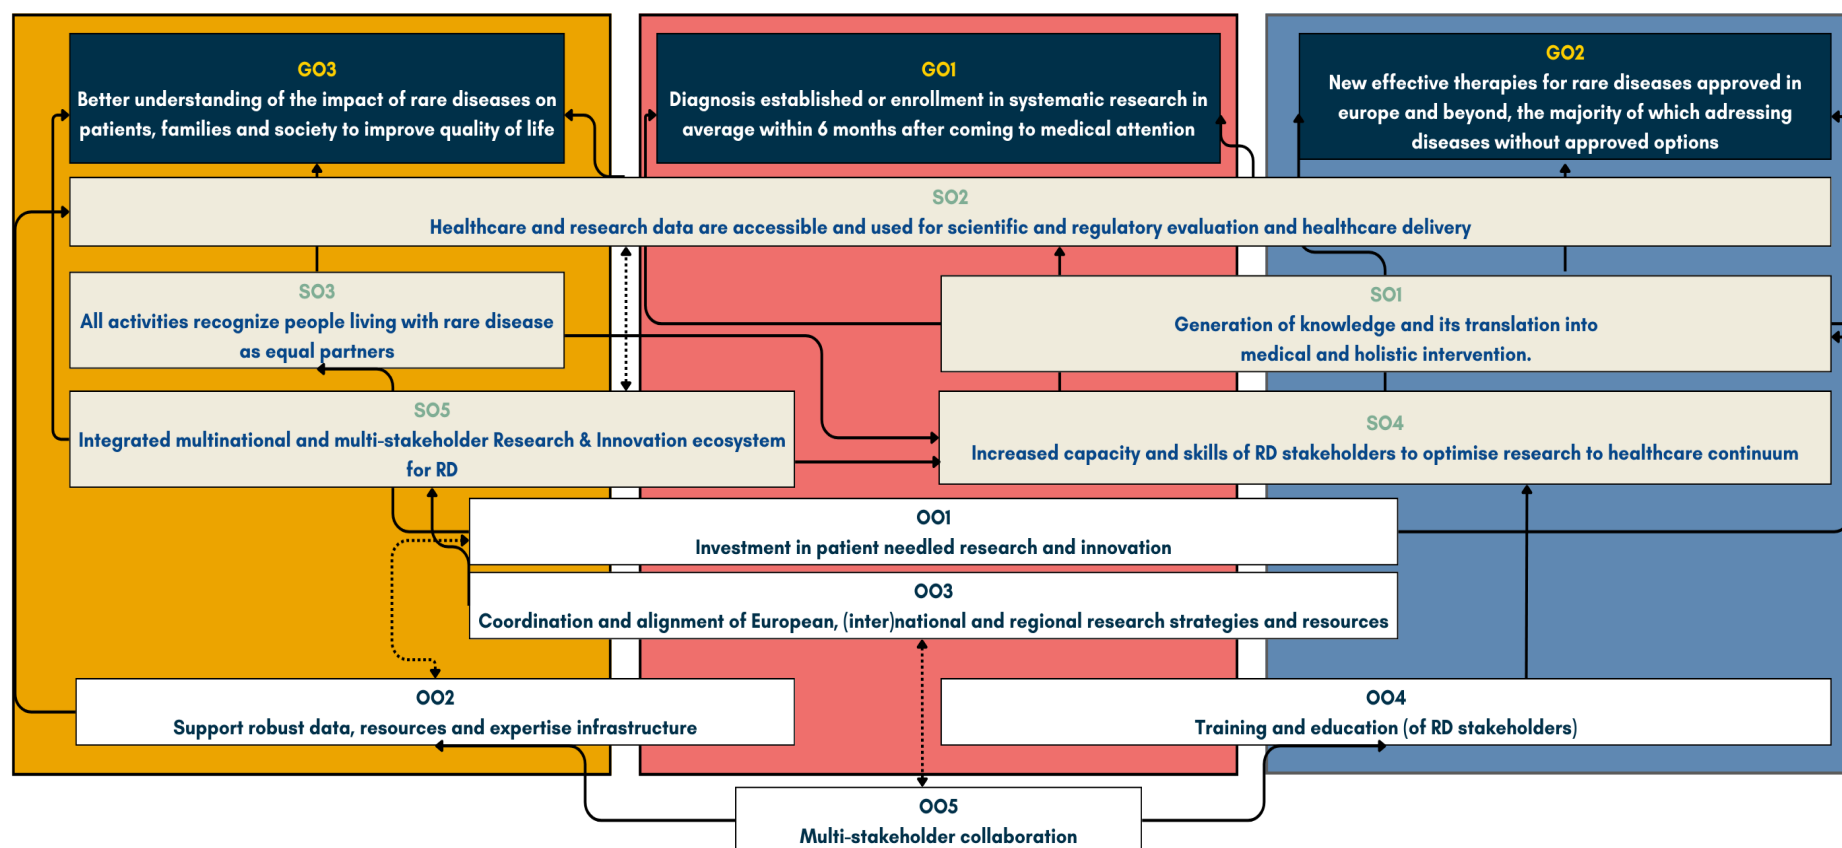 GO3
Better understanding of the impact of rare diseases on
patients, families and society to improve quality of life
GO1
Diagnosis established or enrollment in systematic research in
average within 6 months after coming to medical attention
GO2
New effective therapies for rare diseases approved in
europe and beyond, the majority of which adressing
diseases without approved options
SO2
Healthcare and research data are accessible and used for scientific and regulatory evaluation and healthcare delivery
SO3
All activities recognize people living with rare disease
as equal partners
SO1
Generation of knowledge and its translation into
medical and holistic intervention.
SO5
Integrated multinational and multi-stakeholder Research & Innovation ecosystem
for RD
SO4
Increased capacity and skills of RD stakeholders to optimise research to healthcare continuum
OO1
Investment in patient needled research and innovation
OO3
Coordination and alignment of European, (inter)national and regional research strategies and resources
OO2
Support robust data, resources and expertise infrastructure
OO4
Training and education (of RD stakeholders)
OO5
Multi-stakeholder collaboration